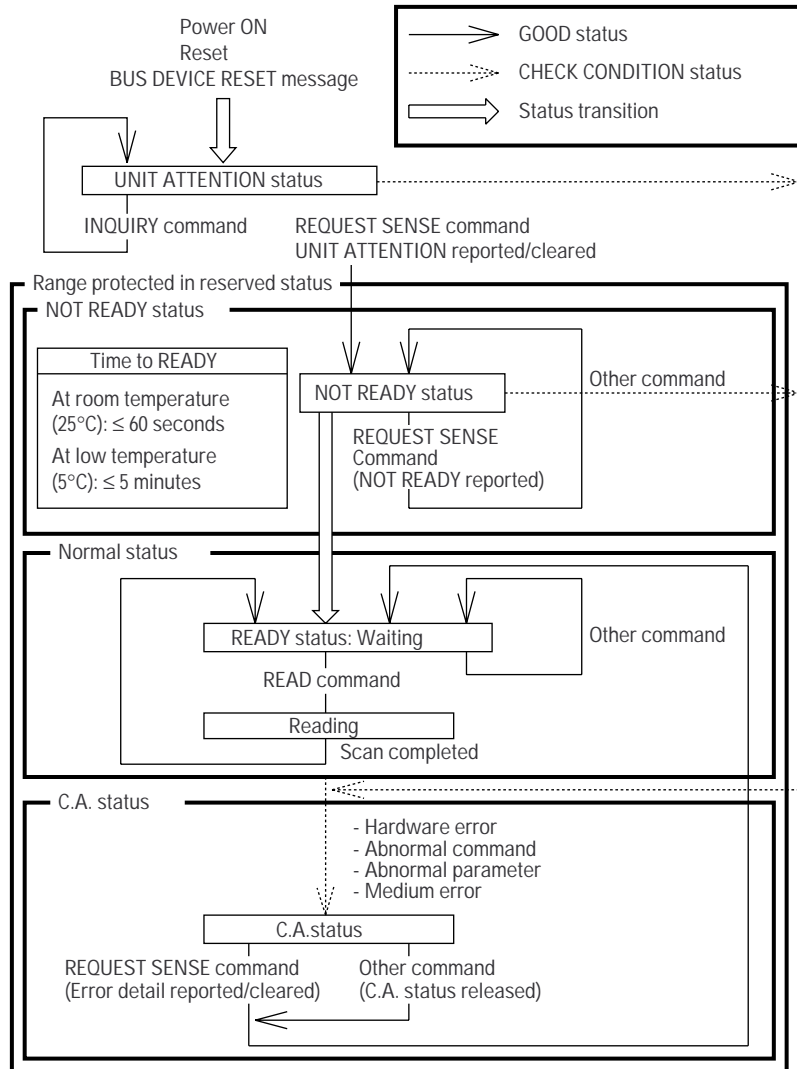 Power ON
Reset
BUS DEVICE RESET message
GOOD status
CHECK CONDITION status
Status transition
UNIT ATTENTION status
INQUIRY command
REQUEST SENSE command
UNIT ATTENTION reported/cleared
Range protected in reserved status
NOT READY status
Time to READY
At room temperature
(25°C): ≤ 60 seconds
At low temperature
(5°C): ≤ 5 minutes
NOT READY status
Other command
REQUEST SENSE
Command
(NOT READY reported)
Normal status
READY status: Waiting
Other command
READ command
Reading
Scan completed
C.A. status
- Hardware error
- Abnormal command
- Abnormal parameter
- Medium error
C.A.status
REQUEST SENSE command
(Error detail reported/cleared)
Other command
(C.A. status released)